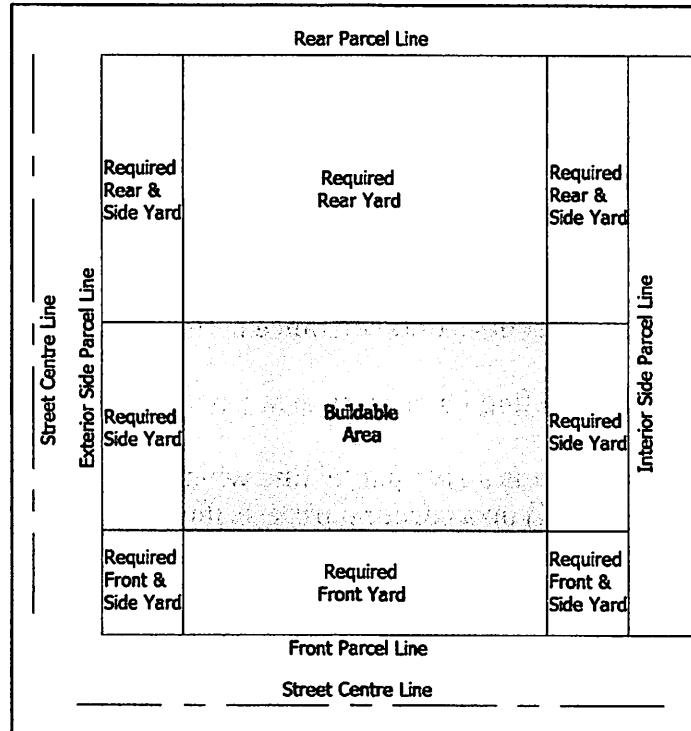 Rear Parcel Line
Required
Rear &
Side Yard
Required
Rear Yard
Required
Rear &
Side Yard
Street Centre Line
Exterior Side Parcel Line
Interior Side Parcel Line
Required
Side Yard
Buildable
Area
Required
Side Yard
Required
Front &
Side Yard
Required
Front Yard
Required
Front &
Side Yard
Front Parcel Line
Street Centre Line